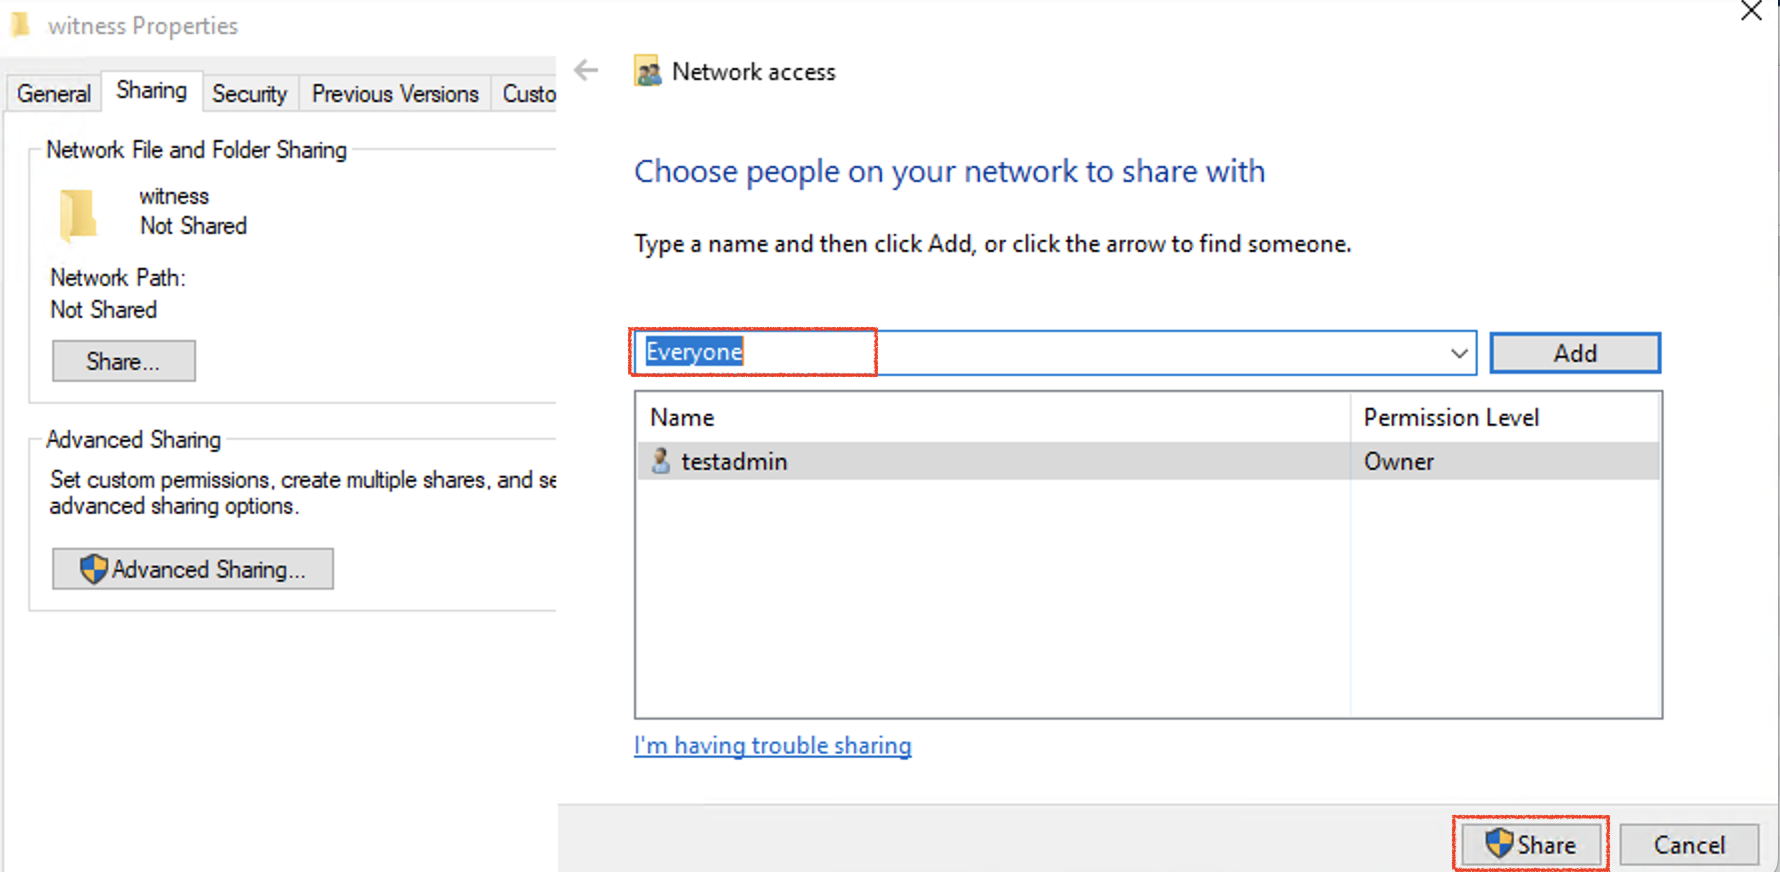 witness Properties
General
Sharing
Security
Previous Versions
Custo
Network File and Folder Sharing
witness
Not Shared
Network Path:
Not Shared
Share...
Advanced Sharing
Set custom permissions, create multiple shares, and se
advanced sharing options.
Advanced Sharing...
Network access
Choose people on your network to share with
Type a name and then click Add, or click the arrow to find someone.
Everyone
Add
Name
Permission Level
testadmin
Owner
I'm having trouble sharing
Share
Cancel